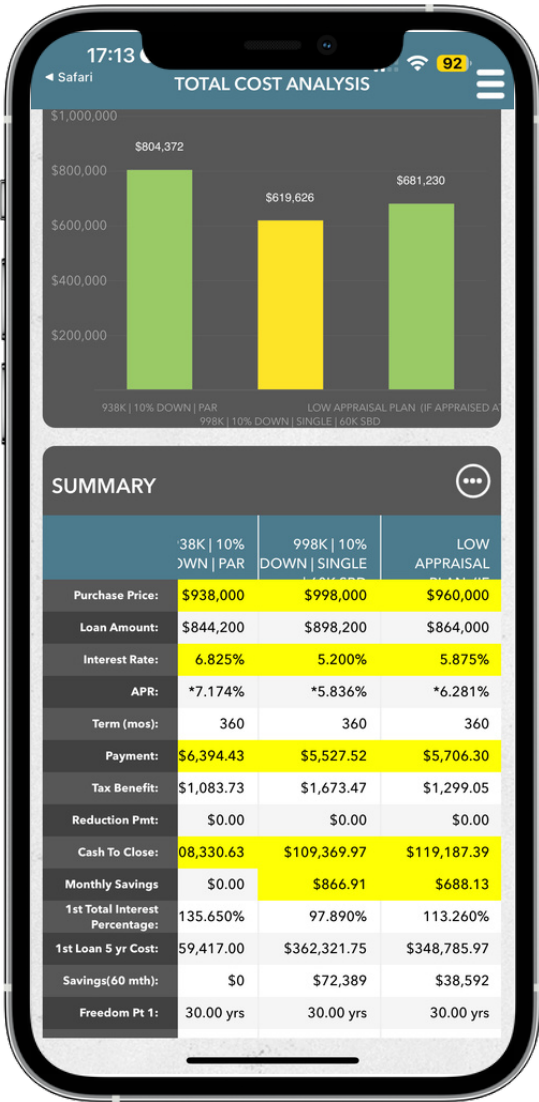 17:13
92
◄ Safari
TOTAL COST ANALYSIS
$1,000,000
$804,372
$800,000
$681,230
$619,626
$600,000
$400,000
$200,000
938K | 10% DOWN | PAR
LOW APPRAISAL PLAN (IF APPRAISED AT
998K | 10% DOWN | SINGLE | 60K SBD
SUMMARY
38K | 10% 998K | 10% LOW
OWN | PAR DOWN | SINGLE APPRAISAL
Purchase Price: $938,000 $998,000 $960,000
Loan Amount: $844,200 $898,200 $864,000
Interest Rate: 6.825% 5.200% 5.875%
APR: *7.174% *5.836% *6.281%
Term (mos): 360 360 360
Payment: $6,394.43 $5,527.52 $5,706.30
Tax Benefit: $1,083.73 $1,673.47 $1,299.05
Reduction Pmt: $0.00 $0.00 $0.00
Cash To Close: 08,330.63 $109,369.97 $119,187.39
Monthly Savings $0.00 $866.91 $688.13
1st Total Interest
Percentage: 135.650% 97.890% 113.260%
1st Loan 5 yr Cost: 59,417.00 $362,321.75 $348,785.97
Savings(60 mth): $0 $72,389 $38,592
Freedom Pt 1: 30.00 yrs 30.00 yrs 30.00 yrs